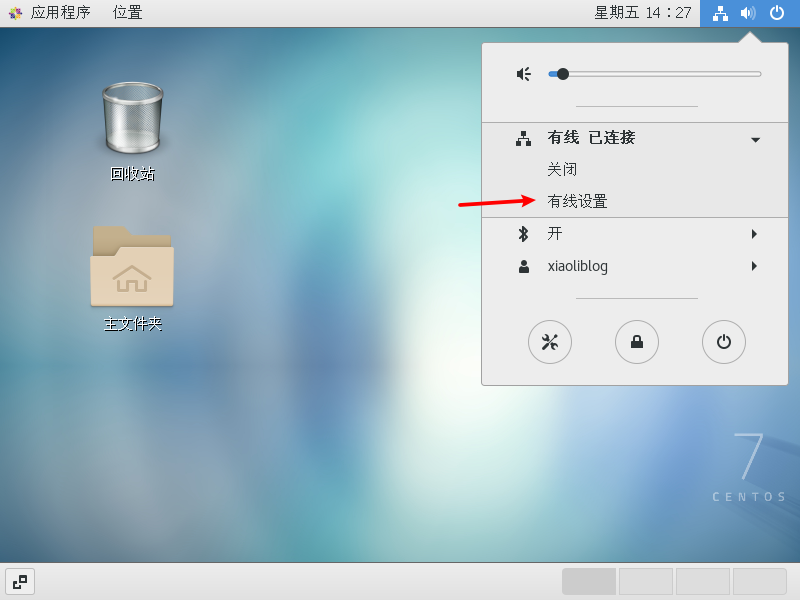 应用程序 位置 星期五 14：27
有线 已连接
关闭
有线设置
开
xiaoliblog
回收站
主文件夹
7
CENTOS